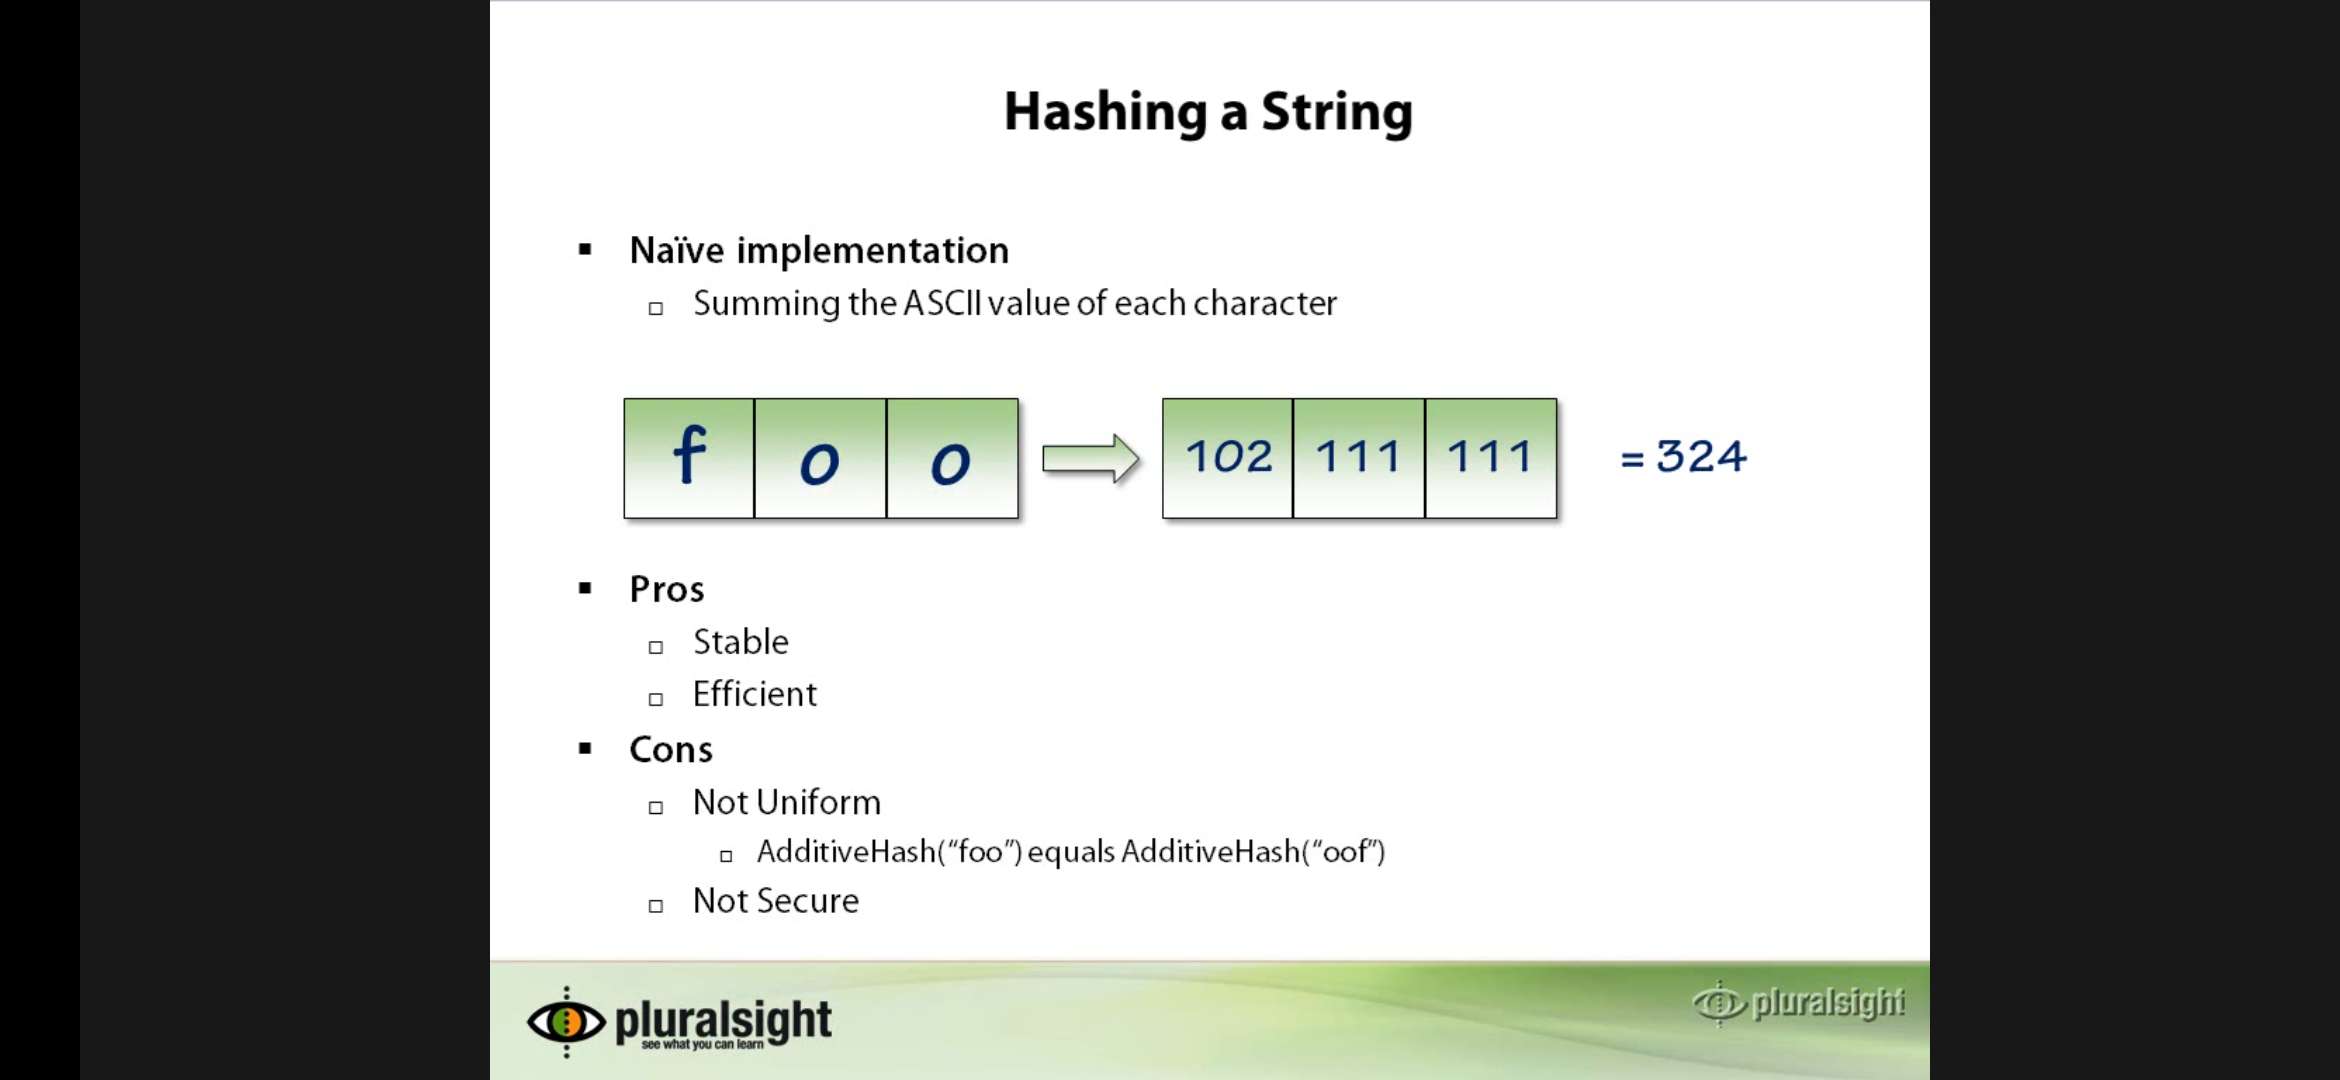 Hashing a String
▪ Naïve implementation
□ Summing the ASCII value of each character
f o o 102 111 111 = 324
▪ Pros
□ Stable
□ Efficient
▪ Cons
□ Not Uniform
□ AdditiveHash(“foo”) equals AdditiveHash(“oof”)
□ Not Secure
pluralsight
see what you can learn
pluralsight